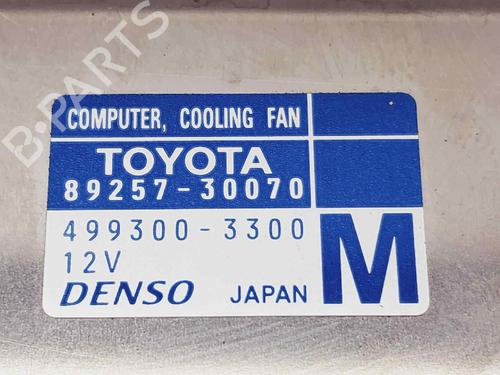 B-PARTS
COMPUTER, COOLING FAN
TOYOTA
89257-30070
499300-3300
12V
M
DENSO JAPAN